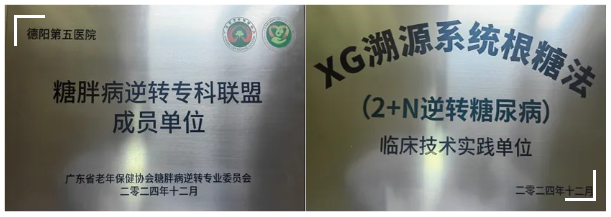 德阳第五医院
糖胖病逆转专科联盟
成员单位
广东省老年保健协会糖胖病逆转专业委员会
二零二四年十二月
XG溯源系统根糖法
(2+N逆转糖尿病)
临床技术实践单位
二零二四年十二月